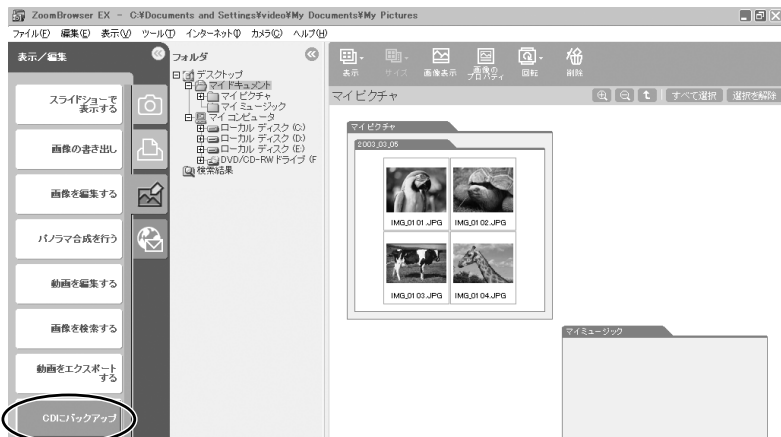 ZoomBrowser EX - C:¥Documents and Settings¥video¥My Documents¥My Pictures
ファイル(F) 編集(E) 表示(V) ツール(T) インターネット(I) カメラ(C) ヘルプ(H)
表示／編集
スライドショーで
表示する
画像の書き出し
画像を編集する
パノラマ合成を行う
動画を編集する
画像を検索する
動画をエクスポート
する
CDにバックアップ
フォルダ
デスクトップ
マイ ドキュメント
マイ ピクチャ
マイ ミュージック
マイ コンピュータ
ローカル ディスク (C)
ローカル ディスク (D)
ローカル ディスク (E)
DVD/CD-RW ドライブ (F
検索結果
表示 サイズ 画像表示 画像の
プロパティ 回転 削除
マイ ピクチャ すべて選択 選択を解除
マイ ピクチャ
2003_03_05
IMG_01 01 .JPG IMG_01 02 .JPG
IMG_01 03 .JPG IMG_01 04 .JPG
マイ ミュージック